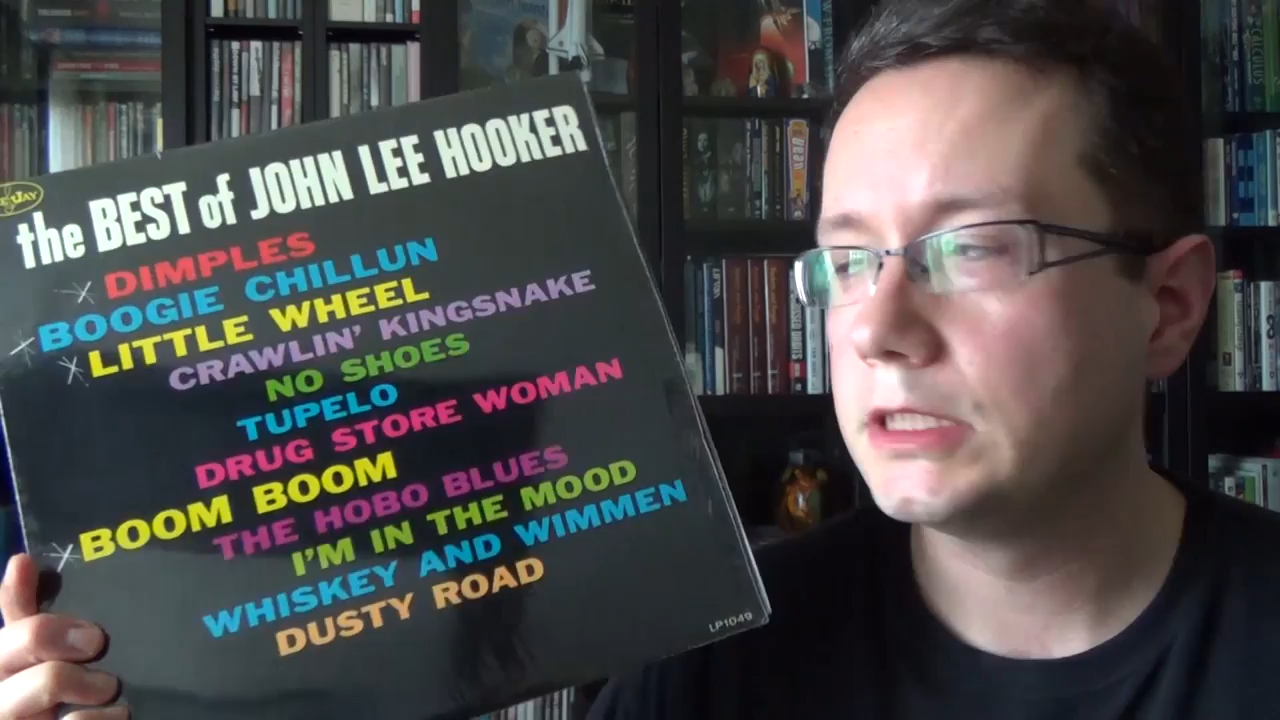 JAY
the BEST of JOHN LEE HOOKER
DIMPLES
BOOGIE CHILLUN
LITTLE WHEEL
CRAWLIN' KINGSNAKE
NO SHOES
TUPELO
DRUG STORE WOMAN
BOOM BOOM
THE HOBO BLUES
I'M IN THE MOOD
WHISKEY AND WIMMEN
DUSTY ROAD
LP1049